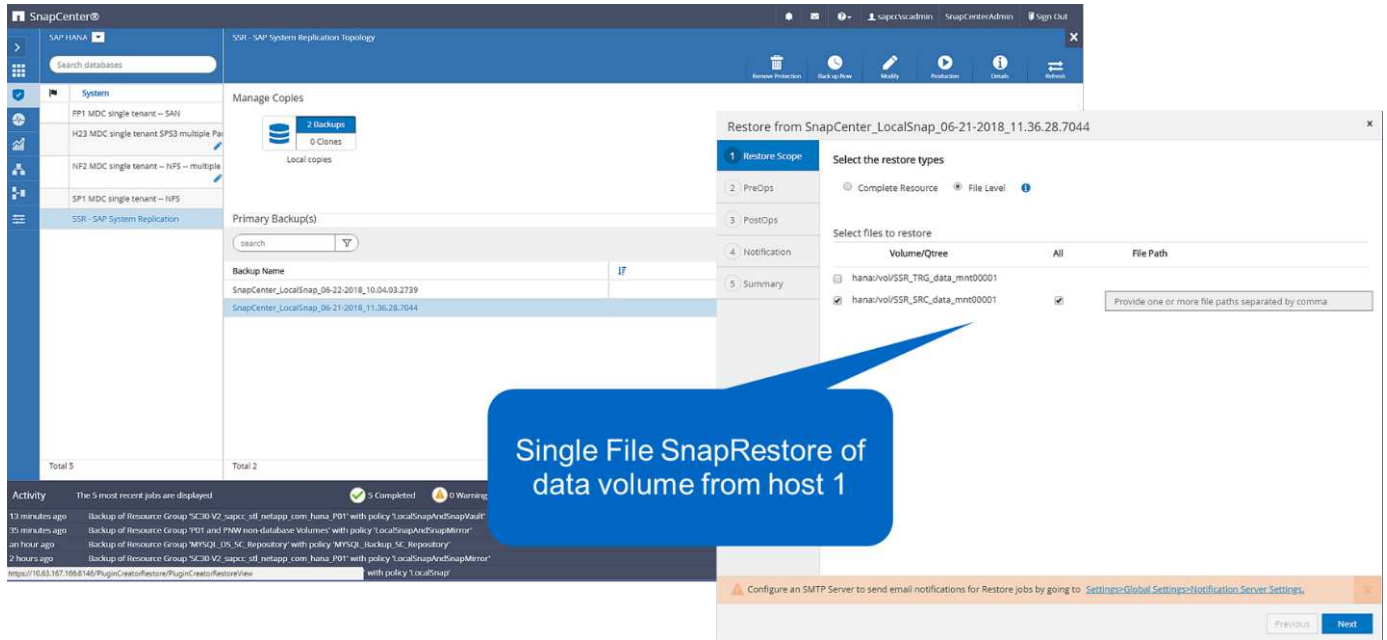 SnapCenter®
sapcc\scadmin SnapCenterAdmin Sign Out
SAP HANA
SSR - SAP System Replication Topology
Search databases
Remove Protection Back up Now Modify Production Details Refresh
System
FP1 MDC single tenant -- SAN
H23 MDC single tenant SPS3 multiple Par
NF2 MDC single tenant -- NFS -- multiple
SP1 MDC single tenant -- NFS
SSR - SAP System Replication
Manage Copies
2 Backups
0 Clones
Local copies
Primary Backup(s)
search
Backup Name
SnapCenter_LocalSnap_06-22-2018_10.04.03.2739
SnapCenter_LocalSnap_06-21-2018_11.36.28.7044
Total 5
Total 2
Activity The 5 most recent jobs are displayed 5 Completed 0 Warning
13 minutes ago Backup of Resource Group 'SC30-V2_sapcc_stl_netapp_com_hana_P01' with policy 'LocalSnapAndSnapVault'
35 minutes ago Backup of Resource Group 'P01 and PNW non-database Volumes' with policy 'LocalSnapAndSnapMirror'
an hour ago Backup of Resource Group 'MYSQL_DS_SC_Repository' with policy 'MYSQL_Backup_SC_Repository'
2 hours ago Backup of Resource Group 'SC30-V2_sapcc_stl_netapp_com_hana_P01' with policy 'LocalSnapAndSnapMirror'
https://10.63.167.166:8146/PluginCreatorRestore/PluginCreatorRestoreView with policy 'LocalSnap'
Restore from SnapCenter_LocalSnap_06-21-2018_11.36.28.7044 x
1 Restore Scope
2 PreOps
3 PostOps
4 Notification
5 Summary
Select the restore types
Complete Resource File Level
Select files to restore
Volume/Qtree All File Path
hana:/vol/SSR_TRG_data_mnt00001
hana:/vol/SSR_SRC_data_mnt00001 Provide one or more file paths separated by comma
Single File SnapRestore of
data volume from host 1
Configure an SMTP Server to send email notifications for Restore jobs by going to Settings>Global Settings>Notification Server Settings.
Previous Next